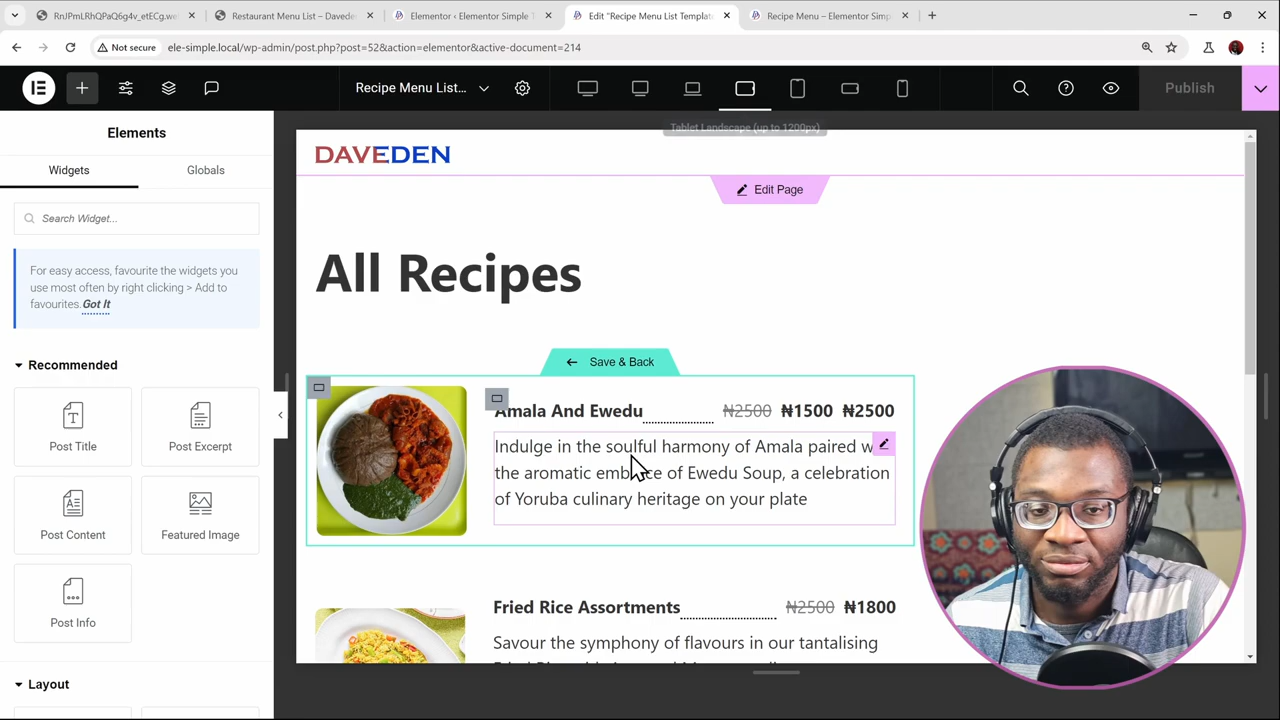 RnJPmLRhQPaQ6g4v_etECg.we
Restaurant Menu List – Davede
Elementor ‹ Elementor Simple T
Edit "Recipe Menu List Templat
Recipe Menu – Elementor Simp
Not secure
ele-simple.local/wp-admin/post.php?post=52&action=elementor&active-document=214
Recipe Menu List...
Publish
Tablet Landscape (up to 1200px)
Elements
Widgets
Globals
Search Widget...
For easy access, favourite the widgets you
use most often by right clicking > Add to
favourites. Got It
Recommended
Post Title
Post Excerpt
Post Content
Featured Image
Post Info
Layout
DAVEDEN
Edit Page
All Recipes
Save & Back
Amala And Ewedu ₦2500 ₦1500 ₦2500
Indulge in the soulful harmony of Amala paired w
the aromatic embrace of Ewedu Soup, a celebration
of Yoruba culinary heritage on your plate
Fried Rice Assortments ₦2500 ₦1800
Savour the symphony of flavours in our tantalising